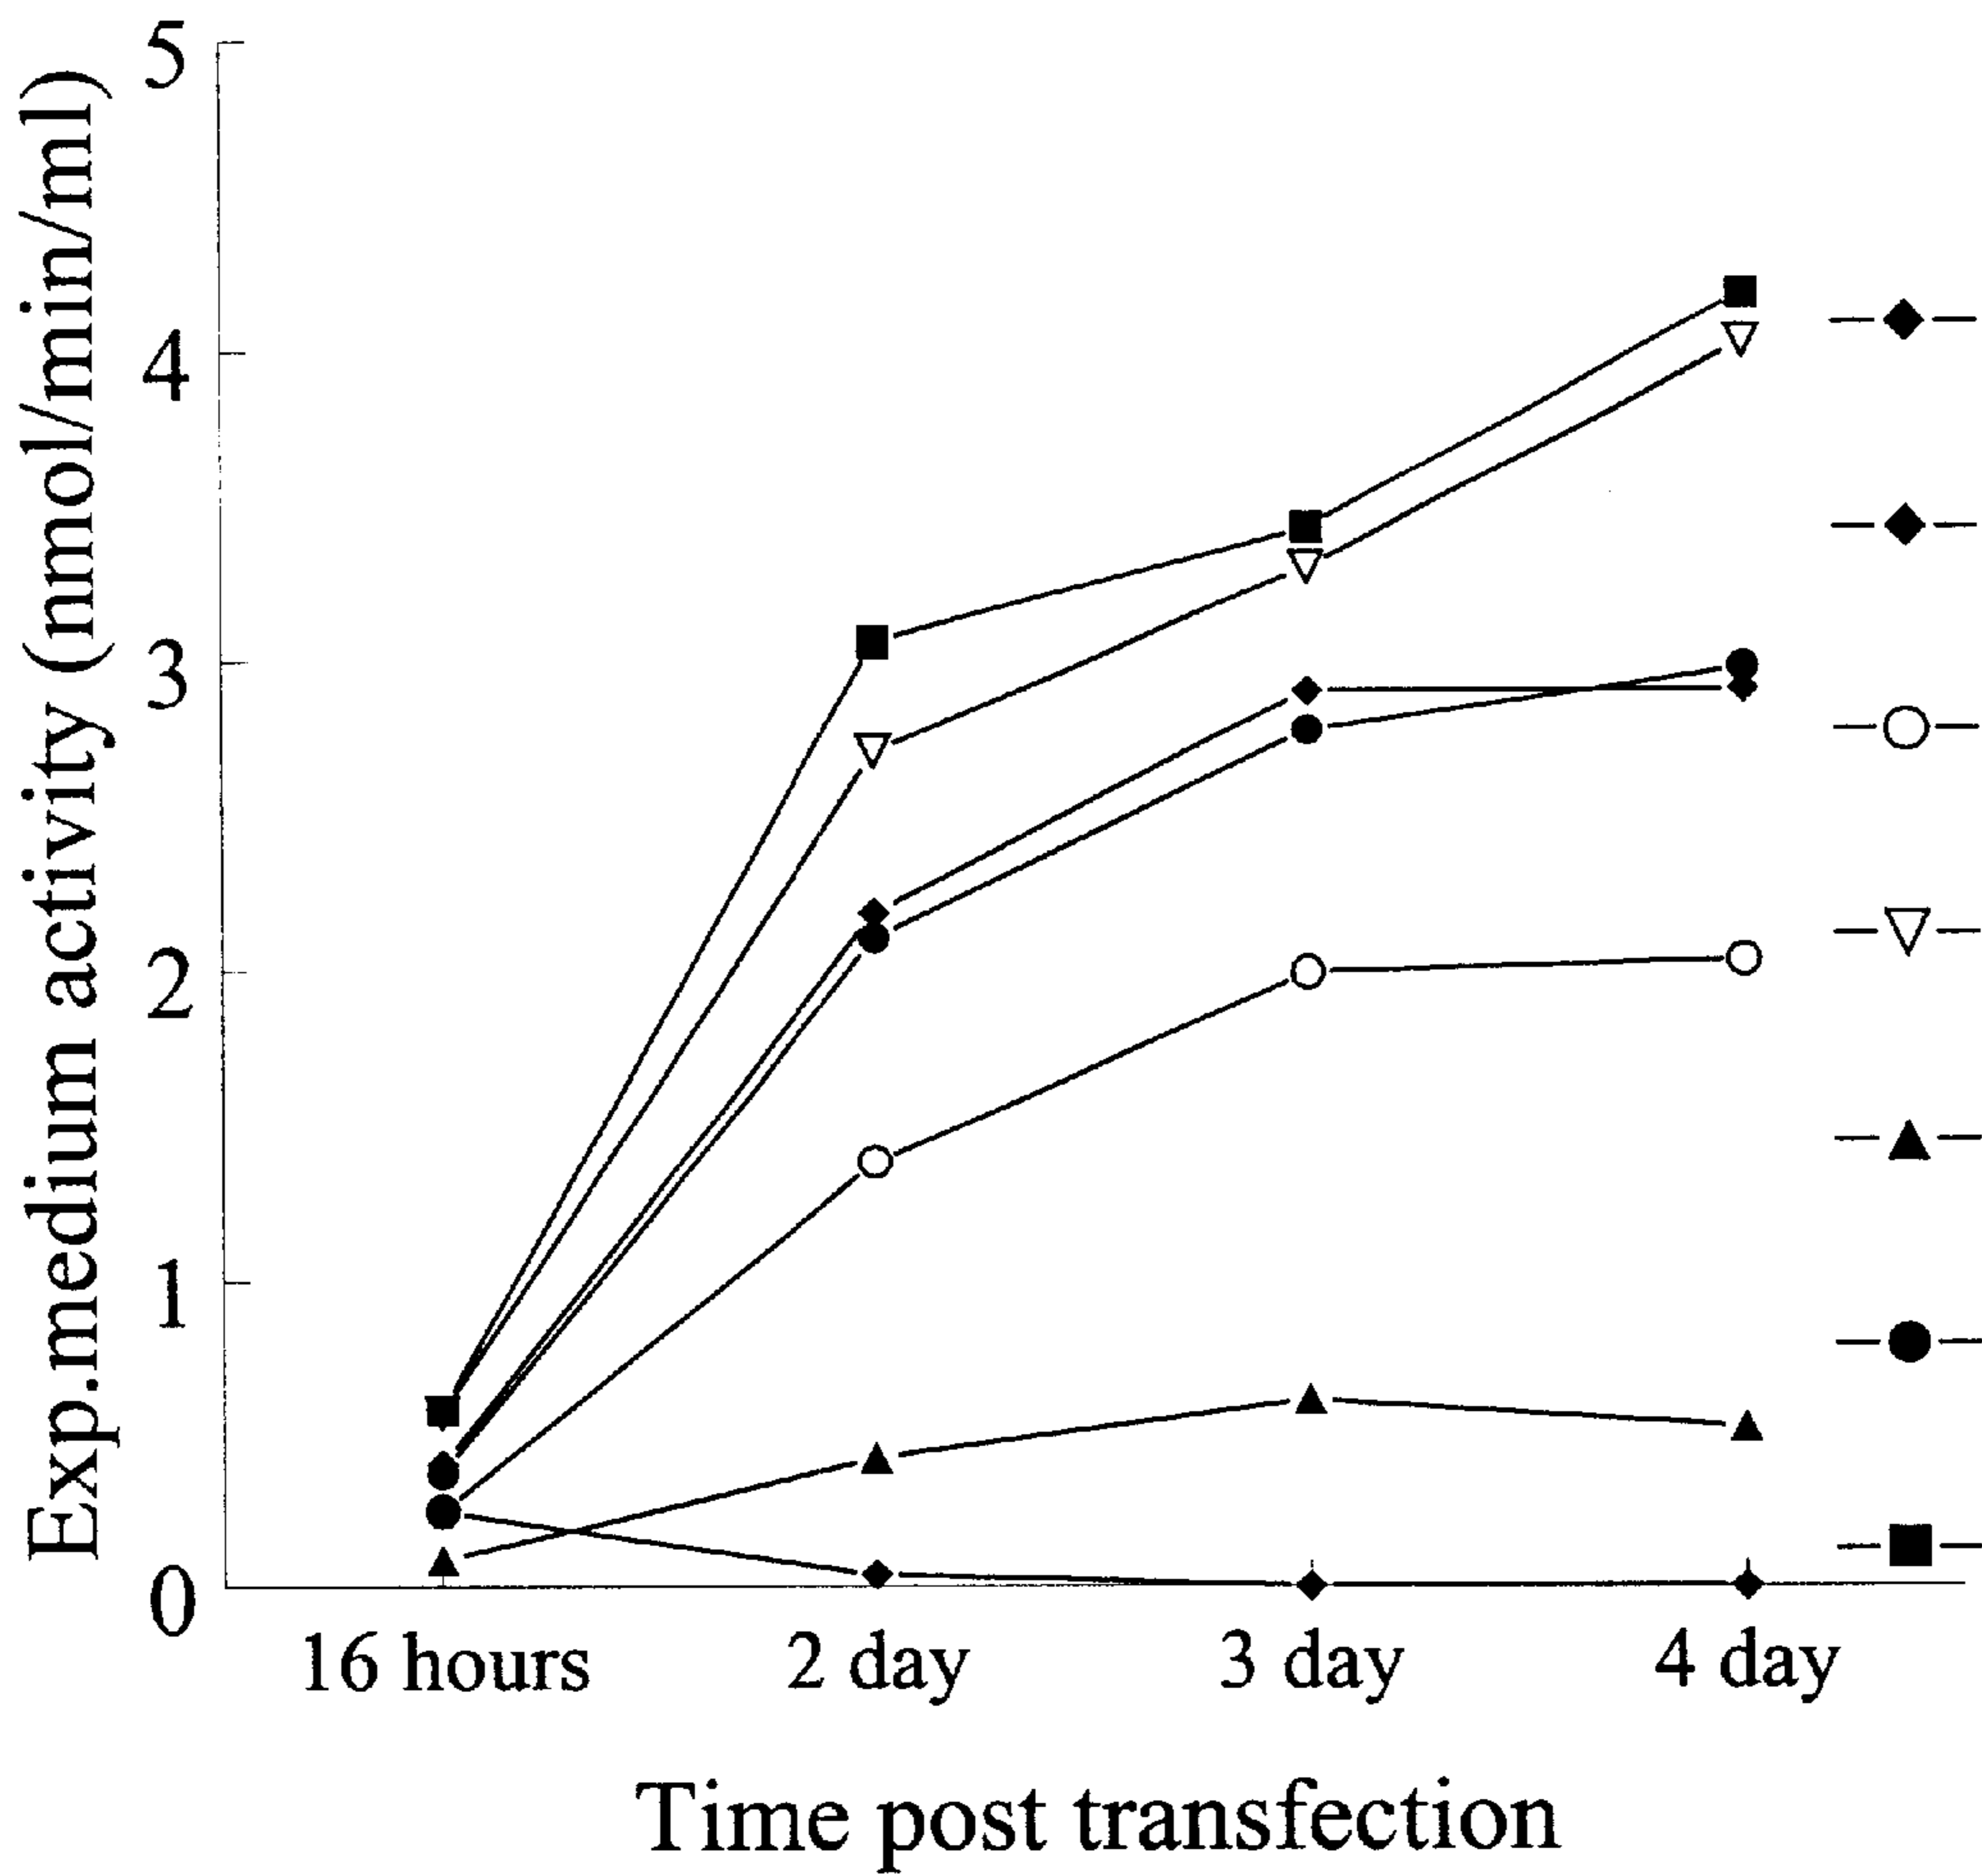 Exp.medium activity (nmol/min/ml)
5
4
3
2
1
0
16 hours 2 day 3 day 4 day
Time post transfection